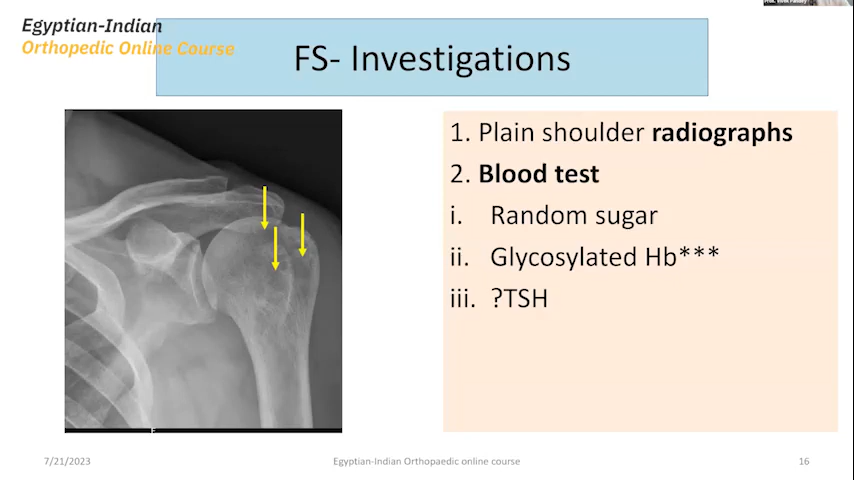 Egyptian-Indian
Orthopedic Online Course
FS- Investigations
1. Plain shoulder radiographs
2. Blood test
i. Random sugar
ii. Glycosylated Hb***
iii. ?TSH
F
7/21/2023
Egyptian-Indian Orthopaedic online course
16